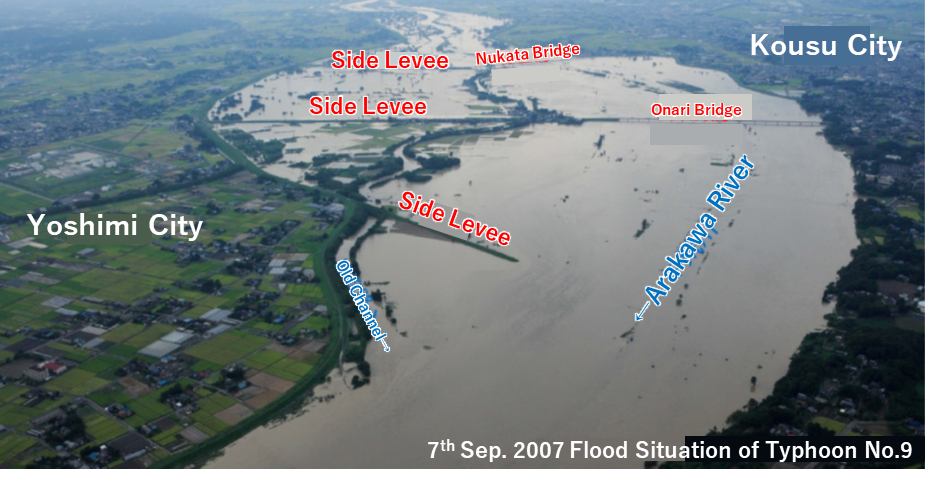 Kousu City
Side Levee
Nukata Bridge
Side Levee
Onari Bridge
←Arakawa River
Side Levee
Yoshimi City
Old Channel→
7th Sep. 2007 Flood Situation of Typhoon No.9